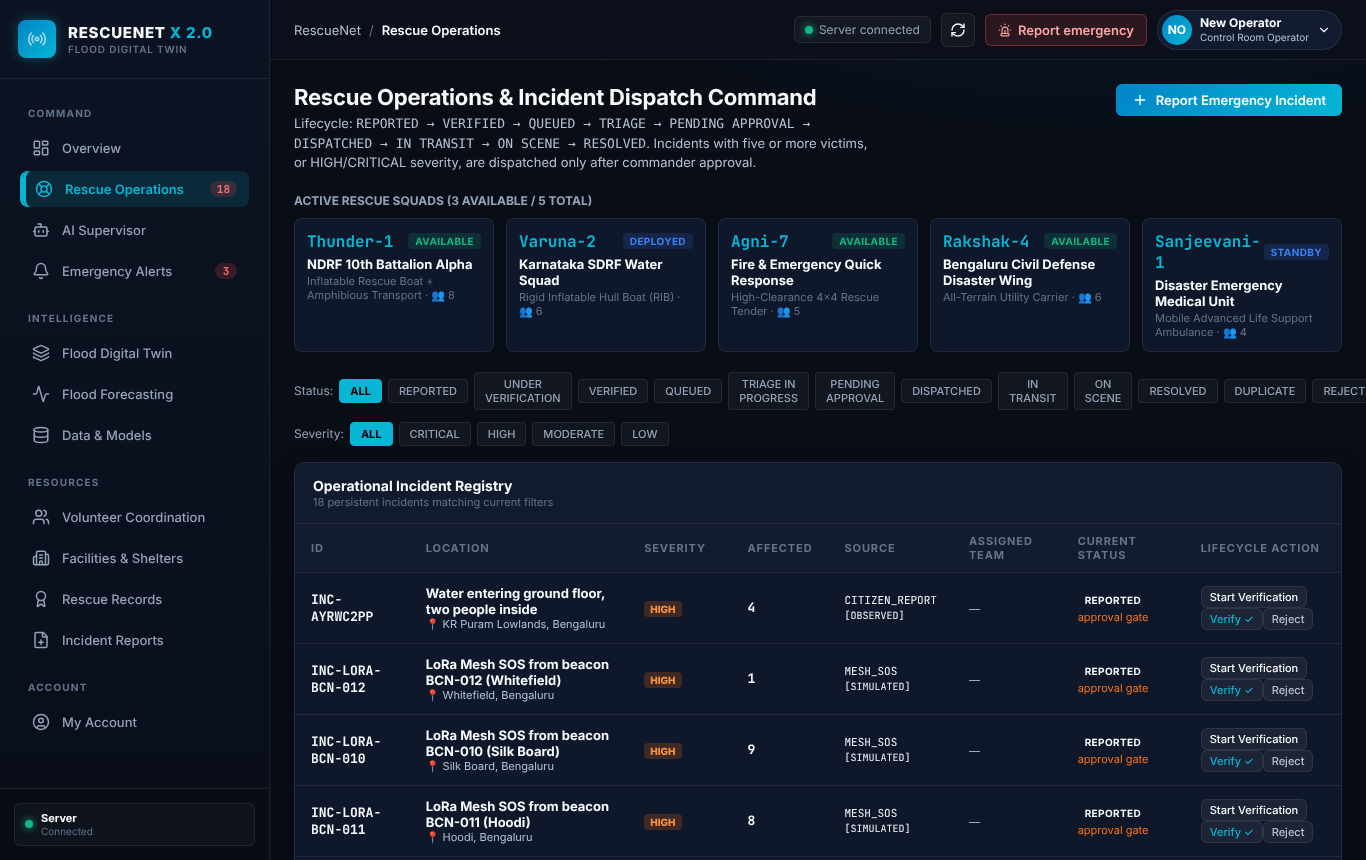 RESCUENET X 2.0
FLOOD DIGITAL TWIN
COMMAND
Overview
Rescue Operations 18
AI Supervisor
Emergency Alerts 3
INTELLIGENCE
Flood Digital Twin
Flood Forecasting
Data & Models
RESOURCES
Volunteer Coordination
Facilities & Shelters
Rescue Records
Incident Reports
ACCOUNT
My Account
Server
Connected
RescueNet / Rescue Operations
Server connected
Report emergency
NO
New Operator
Control Room Operator
Rescue Operations & Incident Dispatch Command
Lifecycle: REPORTED → VERIFIED → QUEUED → TRIAGE → PENDING APPROVAL →
DISPATCHED → IN TRANSIT → ON SCENE → RESOLVED. Incidents with five or more victims,
or HIGH/CRITICAL severity, are dispatched only after commander approval.
+ Report Emergency Incident
ACTIVE RESCUE SQUADS (3 AVAILABLE / 5 TOTAL)
Thunder-1 AVAILABLE
NDRF 10th Battalion Alpha
Inflatable Rescue Boat +
Amphibious Transport · 👥 8
Varuna-2 DEPLOYED
Karnataka SDRF Water
Squad
Rigid Inflatable Hull Boat (RIB) ·
👥 6
Agni-7 AVAILABLE
Fire & Emergency Quick
Response
High-Clearance 4×4 Rescue
Tender · 👥 5
Rakshak-4 AVAILABLE
Bengaluru Civil Defense
Disaster Wing
All-Terrain Utility Carrier · 👥 6
Sanjeevani-
1
STANDBY
Disaster Emergency
Medical Unit
Mobile Advanced Life Support
Ambulance · 👥 4
Status: ALL REPORTED UNDER VERIFICATION VERIFIED QUEUED TRIAGE IN PROGRESS PENDING APPROVAL DISPATCHED IN TRANSIT ON SCENE RESOLVED DUPLICATE REJECT
Severity: ALL CRITICAL HIGH MODERATE LOW
Operational Incident Registry
18 persistent incidents matching current filters
ID LOCATION SEVERITY AFFECTED SOURCE ASSIGNED TEAM CURRENT STATUS LIFECYCLE ACTION
INC-
AYRWC2PP
Water entering ground floor,
two people inside
📍 KR Puram Lowlands, Bengaluru
HIGH
4
CITIZEN_REPORT
[OBSERVED]
—
REPORTED
approval gate
Start Verification
Verify ✓ Reject
INC-LORA-
BCN-012
LoRa Mesh SOS from beacon
BCN-012 (Whitefield)
📍 Whitefield, Bengaluru
HIGH
1
MESH_SOS
[SIMULATED]
—
REPORTED
approval gate
Start Verification
Verify ✓ Reject
INC-LORA-
BCN-010
LoRa Mesh SOS from beacon
BCN-010 (Silk Board)
📍 Silk Board, Bengaluru
HIGH
9
MESH_SOS
[SIMULATED]
—
REPORTED
approval gate
Start Verification
Verify ✓ Reject
INC-LORA-
BCN-011
LoRa Mesh SOS from beacon
BCN-011 (Hoodi)
📍 Hoodi, Bengaluru
HIGH
8
MESH_SOS
[SIMULATED]
—
REPORTED
approval gate
Start Verification
Verify ✓ Reject